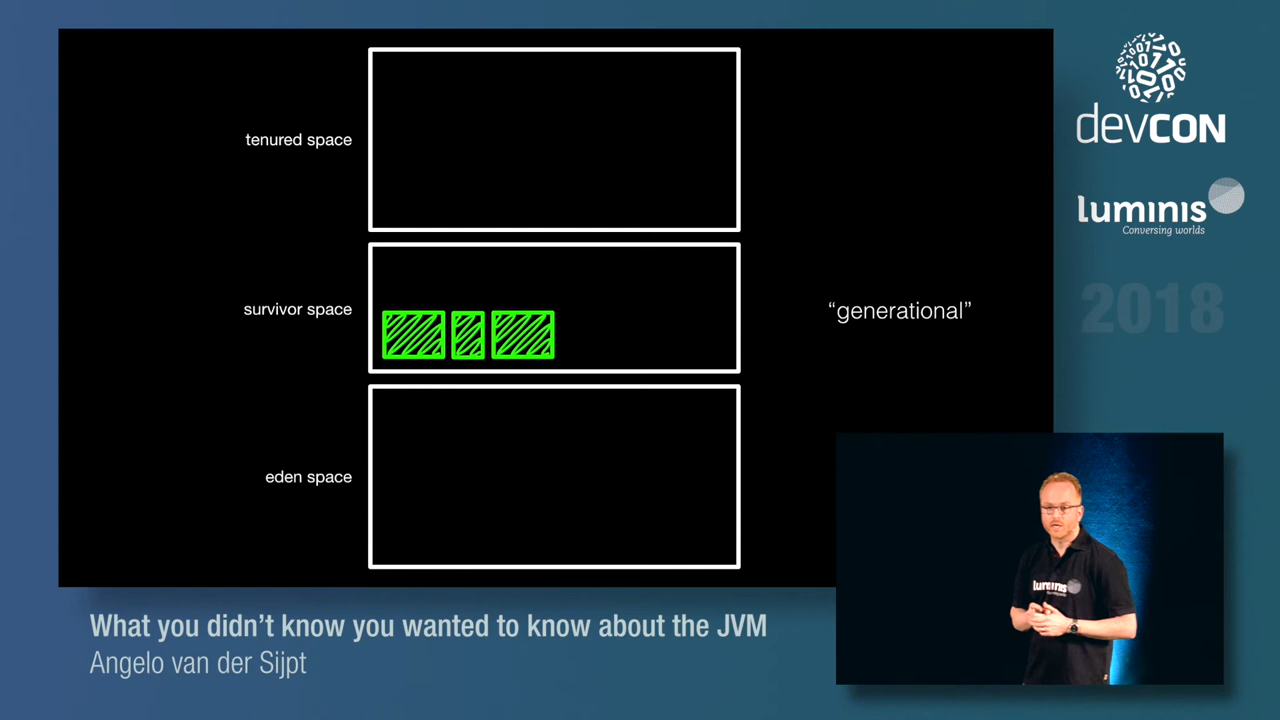 tenured space
survivor space
eden space
“generational”
devCON
luminis
Conversing worlds
2018
luminis
What you didn’t know you wanted to know about the JVM
Angelo van der Sijpt